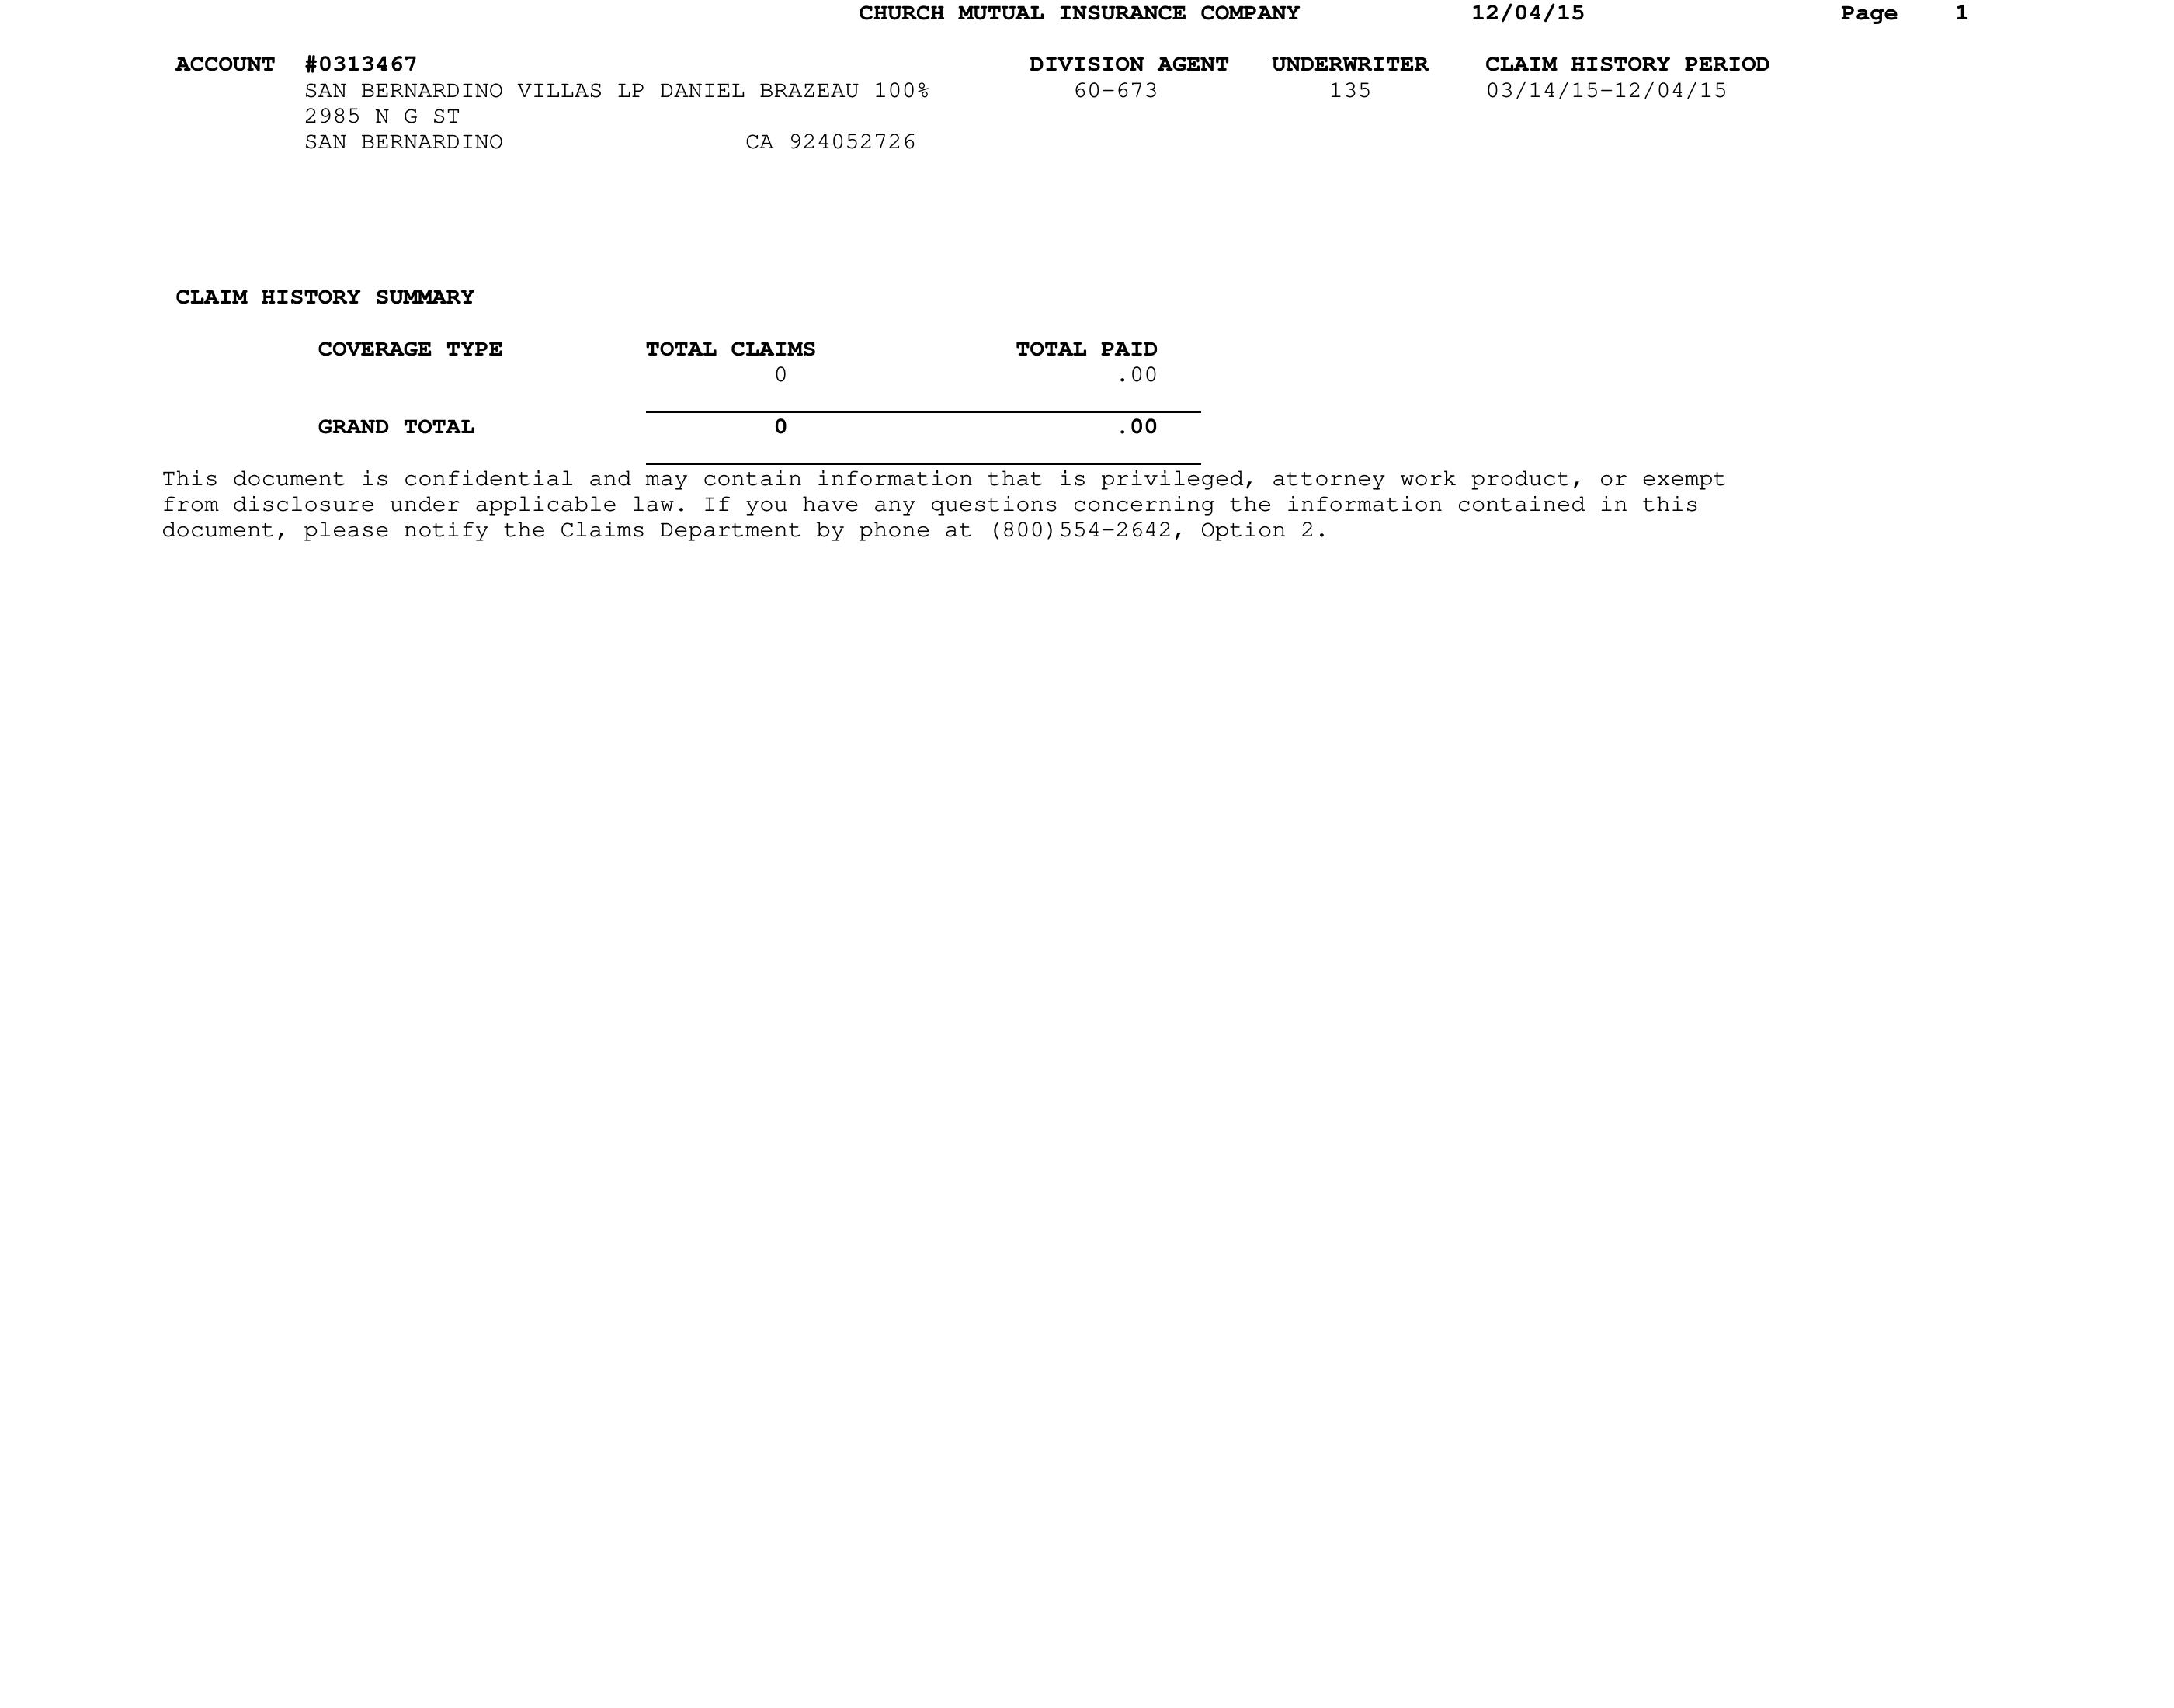 CHURCH MUTUAL INSURANCE COMPANY 12/04/15 Page 1
ACCOUNT #0313467 DIVISION AGENT UNDERWRITER CLAIM HISTORY PERIOD
SAN BERNARDINO VILLAS LP DANIEL BRAZEAU 100% 60-673 135 03/14/15-12/04/15
2985 N G ST
SAN BERNARDINO CA 924052726
CLAIM HISTORY SUMMARY
COVERAGE TYPE TOTAL CLAIMS TOTAL PAID
0 .00
GRAND TOTAL 0 .00
This document is confidential and may contain information that is privileged, attorney work product, or exempt
from disclosure under applicable law. If you have any questions concerning the information contained in this
document, please notify the Claims Department by phone at (800)554-2642, Option 2.